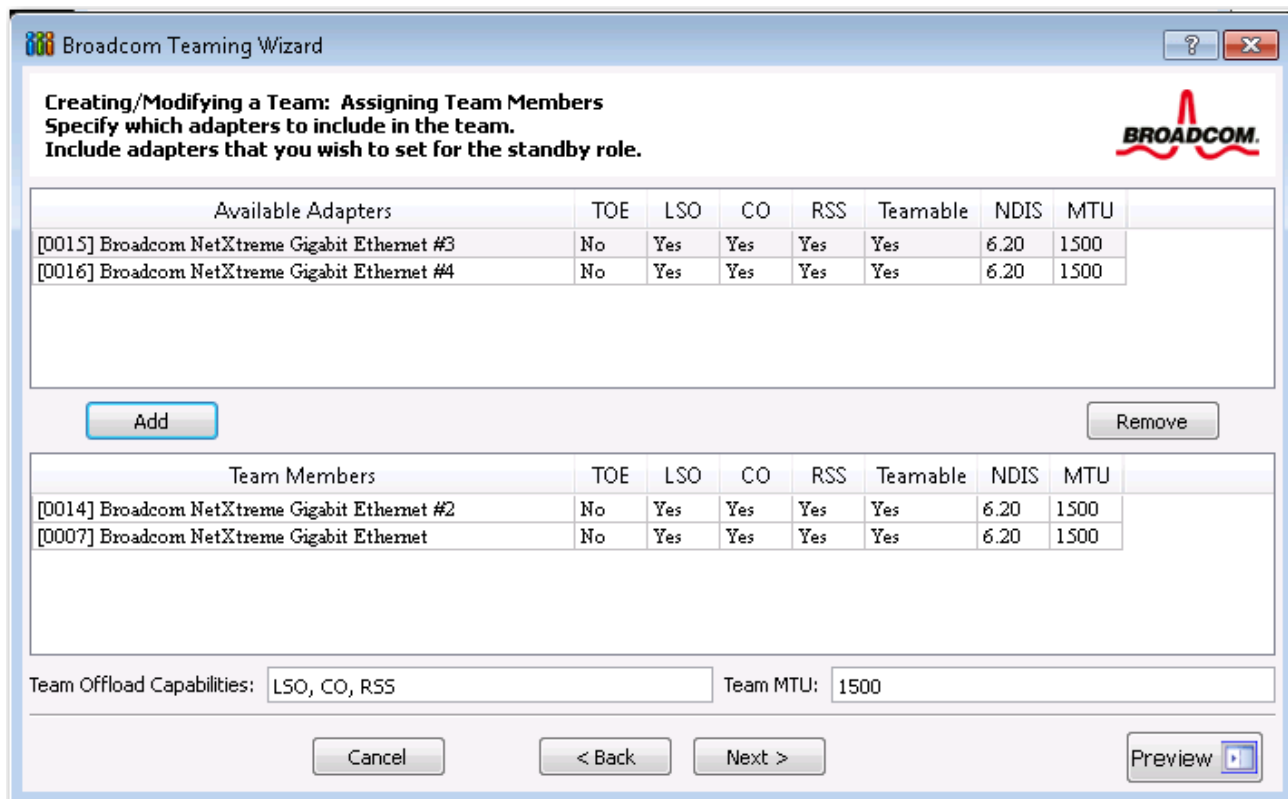 Broadcom Teaming Wizard
?
Creating/Modifying a Team: Assigning Team Members
Specify which adapters to include in the team.
Include adapters that you wish to set for the standby role.
BROADCOM.
Available Adapters TOE LSO CO RSS Teamable NDIS MTU
[0015] Broadcom NetXtreme Gigabit Ethernet #3 No Yes Yes Yes Yes 6.20 1500
[0016] Broadcom NetXtreme Gigabit Ethernet #4 No Yes Yes Yes Yes 6.20 1500
Add Remove
Team Members TOE LSO CO RSS Teamable NDIS MTU
[0014] Broadcom NetXtreme Gigabit Ethernet #2 No Yes Yes Yes Yes 6.20 1500
[0007] Broadcom NetXtreme Gigabit Ethernet No Yes Yes Yes Yes 6.20 1500
Team Offload Capabilities: LSO, CO, RSS Team MTU: 1500
Cancel < Back Next > Preview